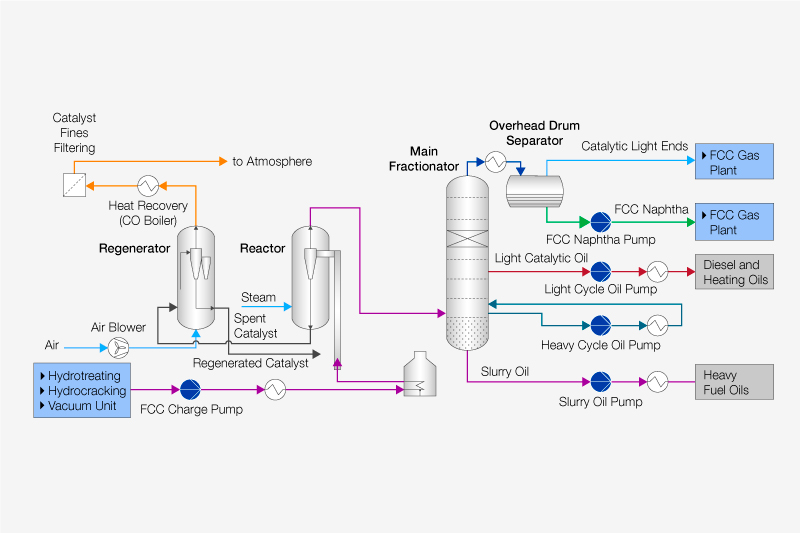 Catalyst
Fines
Filtering
to Atmosphere
Heat Recovery
(CO Boiler)
Regenerator
Reactor
Main
Fractionator
Overhead Drum
Separator
Catalytic Light Ends
FCC Gas
Plant
FCC Naphtha
FCC Gas
Plant
FCC Naphtha Pump
Light Catalytic Oil
Diesel and
Heating Oils
Light Cycle Oil Pump
Steam
Spent
Catalyst
Air Blower
Air
Regenerated Catalyst
Heavy Cycle Oil Pump
Hydrotreating
Hydrocracking
Vacuum Unit
FCC Charge Pump
Slurry Oil
Heavy
Fuel Oils
Slurry Oil Pump